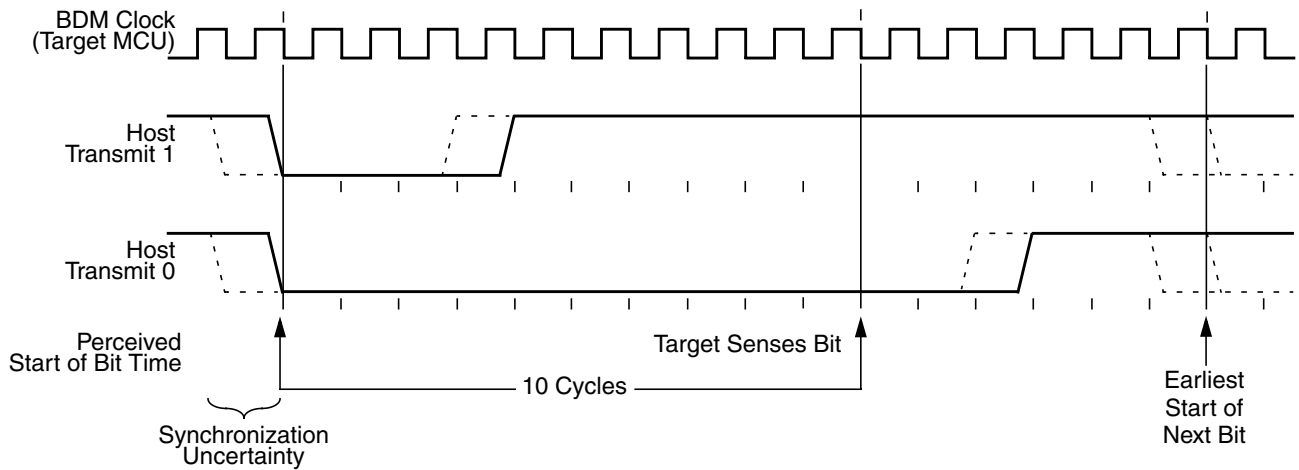 BDM Clock
(Target MCU)
Host
Transmit 1
Host
Transmit 0
Perceived
Start of Bit Time
Target Senses Bit
10 Cycles
Earliest
Start of
Next Bit
Synchronization
Uncertainty